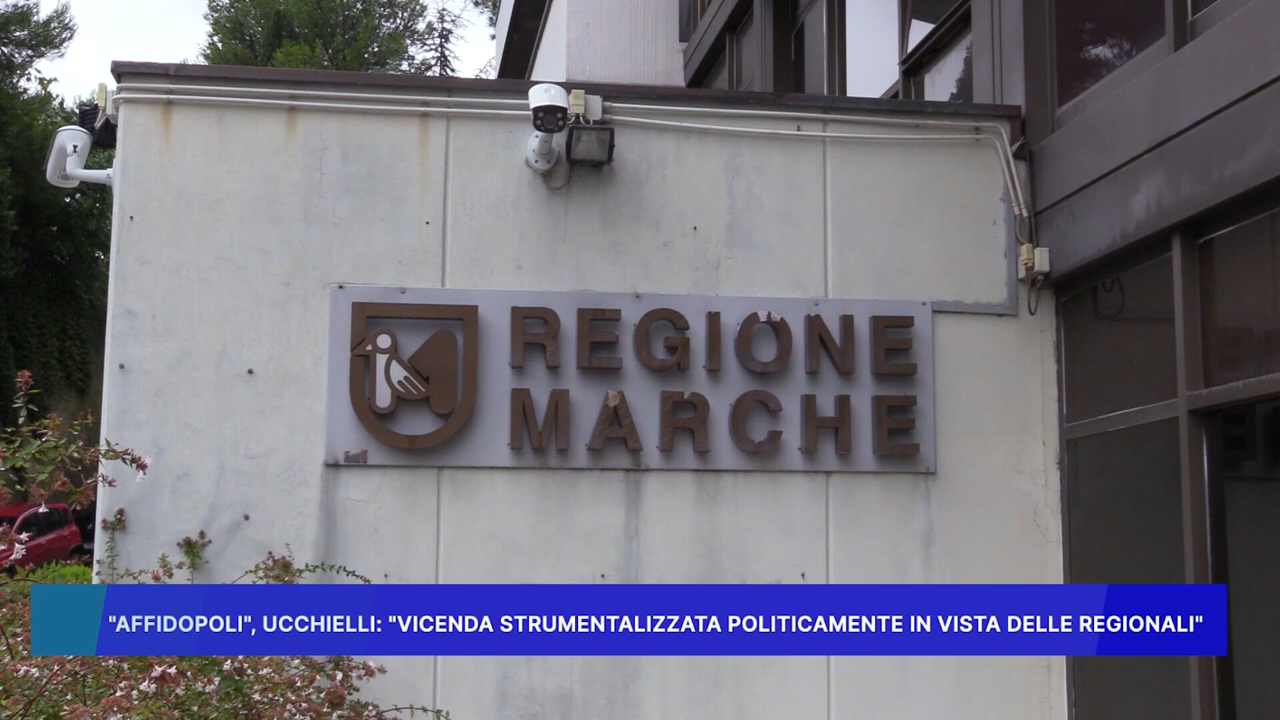 REGIONE
MARCHE
"AFFIDOPOLI", UCCHIELLI: "VICENDA STRUMENTALIZZATA POLITICAMENTE IN VISTA DELLE REGIONALI"